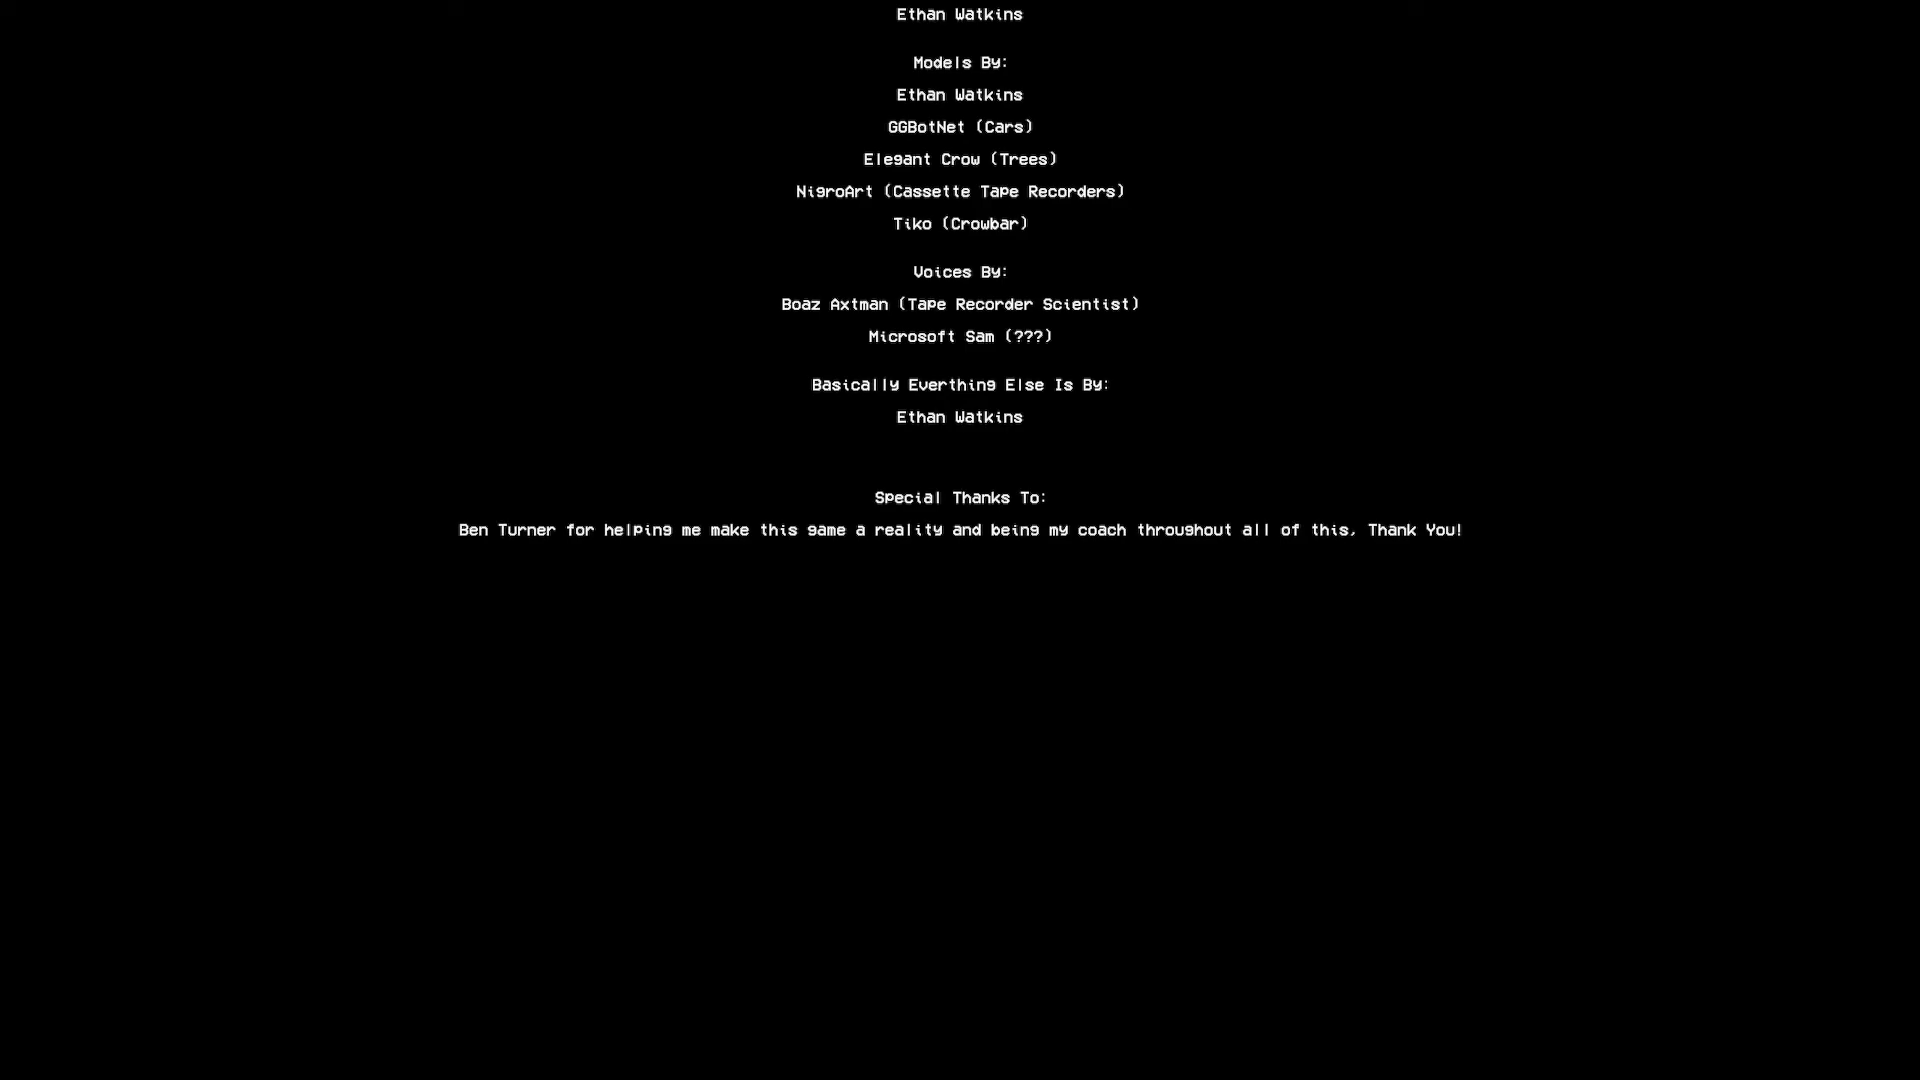 Ethan Watkins
Models By:
Ethan Watkins
GGBotNet (Cars)
Elegant Crow (Trees)
NigroArt (Cassette Tape Recorders)
Tiko (Crowbar)
Voices By:
Boaz Axtman (Tape Recorder Scientist)
Microsoft Sam (???)
Basically Everthing Else Is By:
Ethan Watkins
Special Thanks To:
Ben Turner for helping me make this game a reality and being my coach throughout all of this, Thank You!